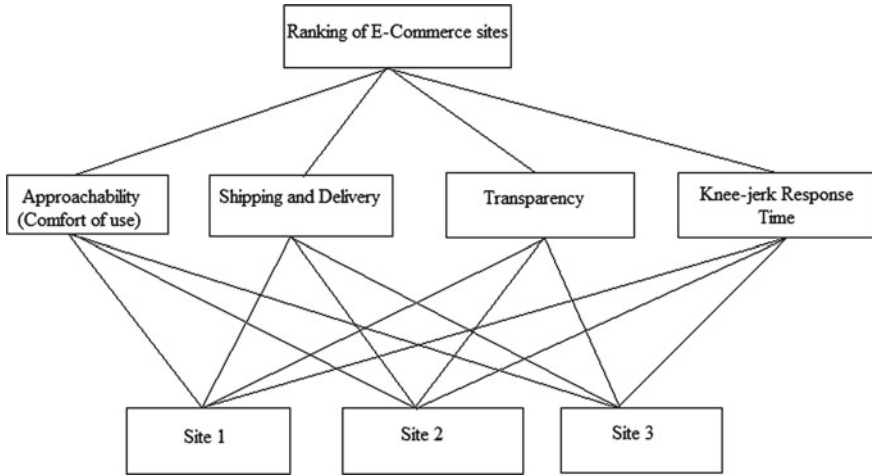 Ranking of E-Commerce sites
Approachability
(Comfort of use)
Shipping and Delivery
Transparency
Knee-jerk Response
Time
Site 1
Site 2
Site 3